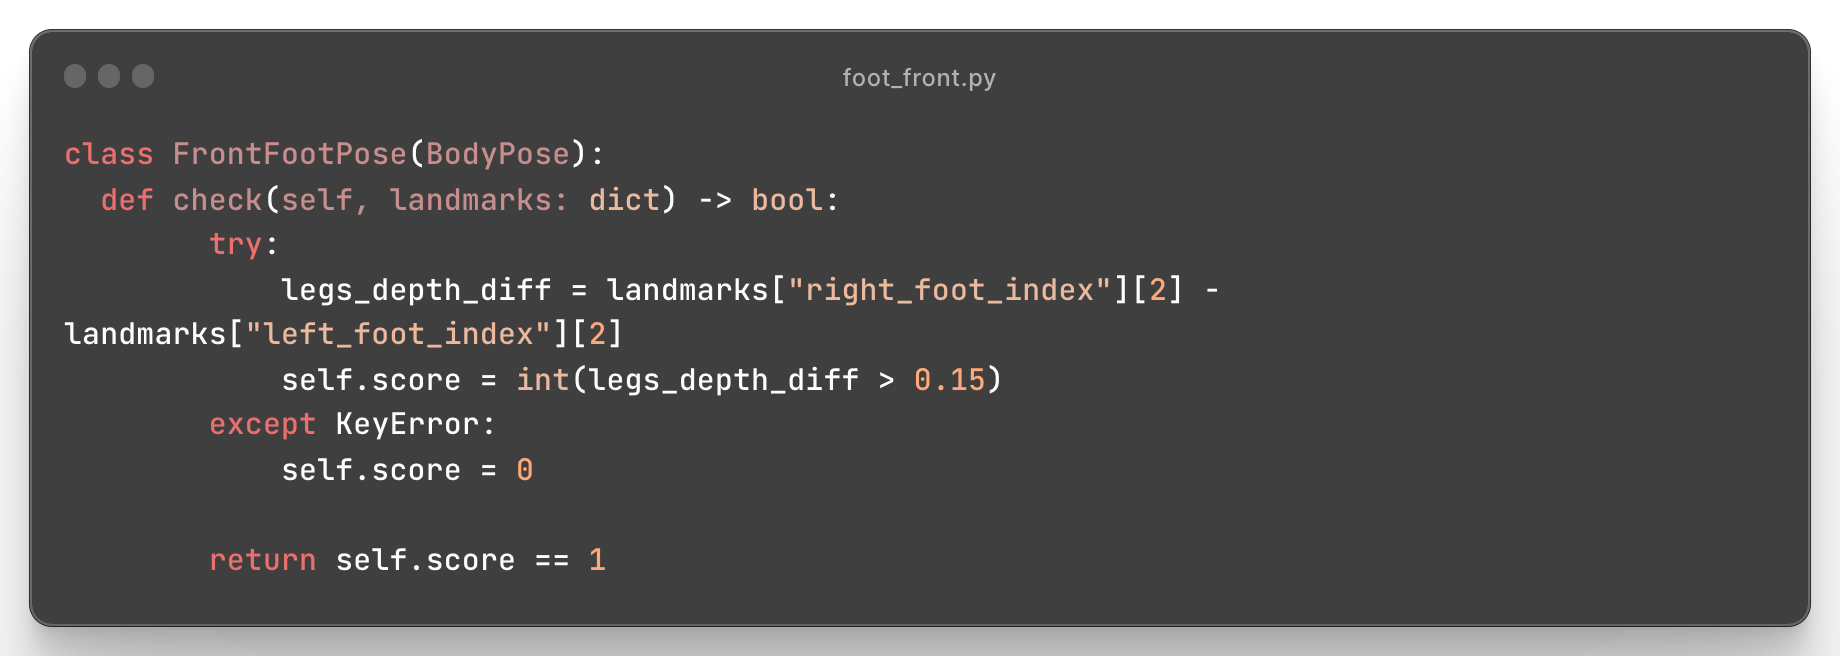 foot_front.py
class FrontFootPose(BodyPose):
  def check(self, landmarks: dict) -> bool:
        try:
            legs_depth_diff = landmarks["right_foot_index"][2] -
landmarks["left_foot_index"][2]
            self.score = int(legs_depth_diff > 0.15)
        except KeyError:
            self.score = 0
        return self.score == 1